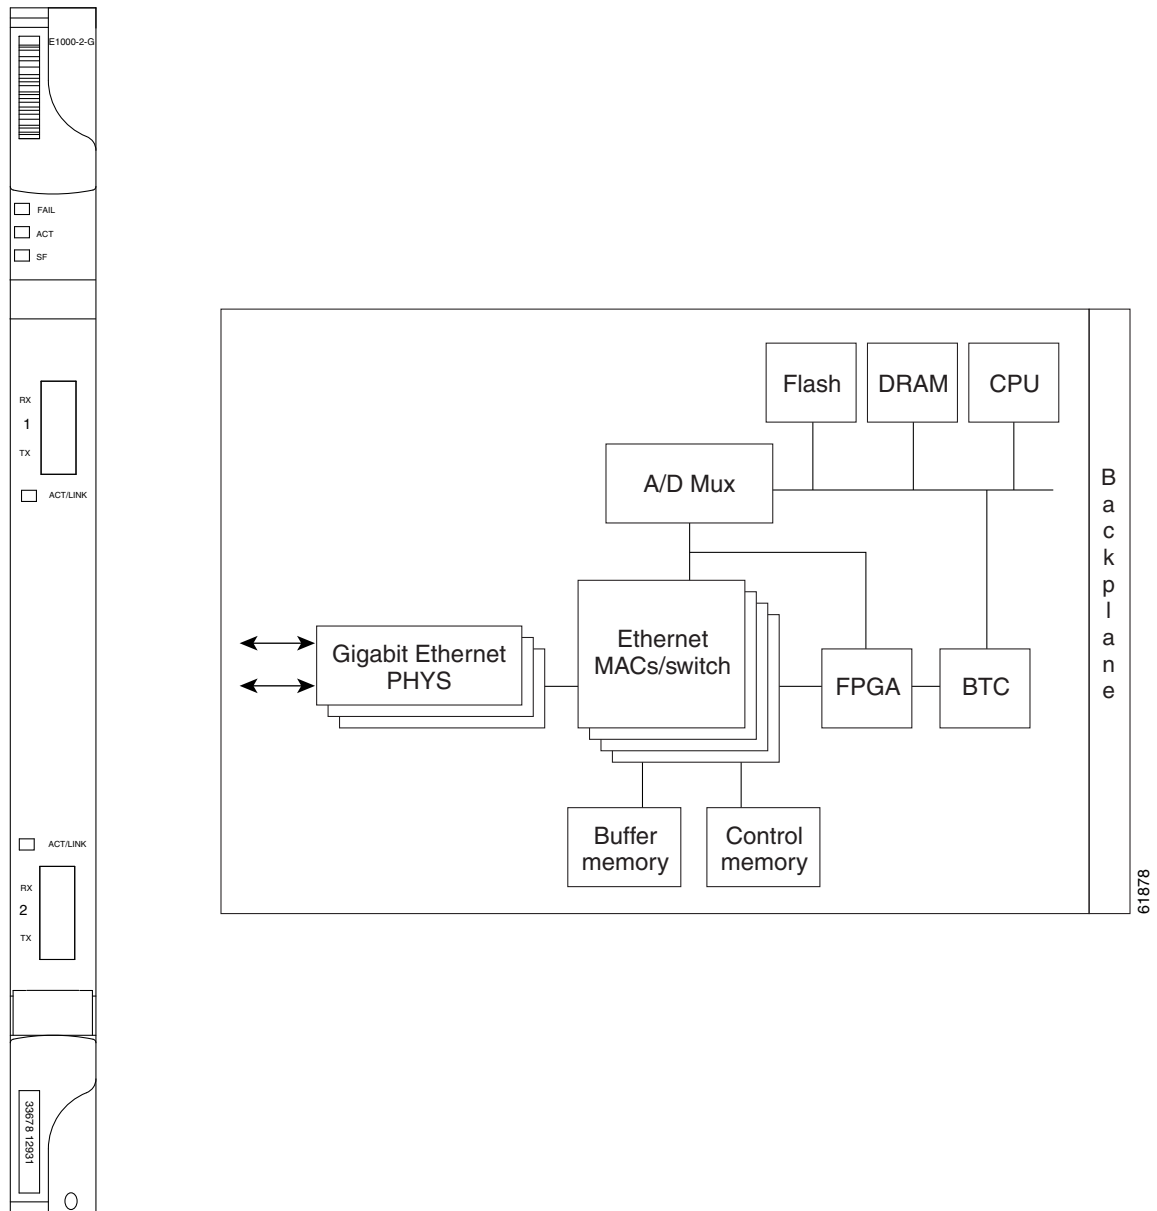 E1000-2-G
FAIL
ACT
SF
RX
1
TX
ACT/LINK
ACT/LINK
RX
2
TX
33678 12931
Flash
DRAM
CPU
A/D Mux
Ethernet
MACs/switch
Gigabit Ethernet
PHYS
FPGA
BTC
Buffer
memory
Control
memory
Backplane
61878